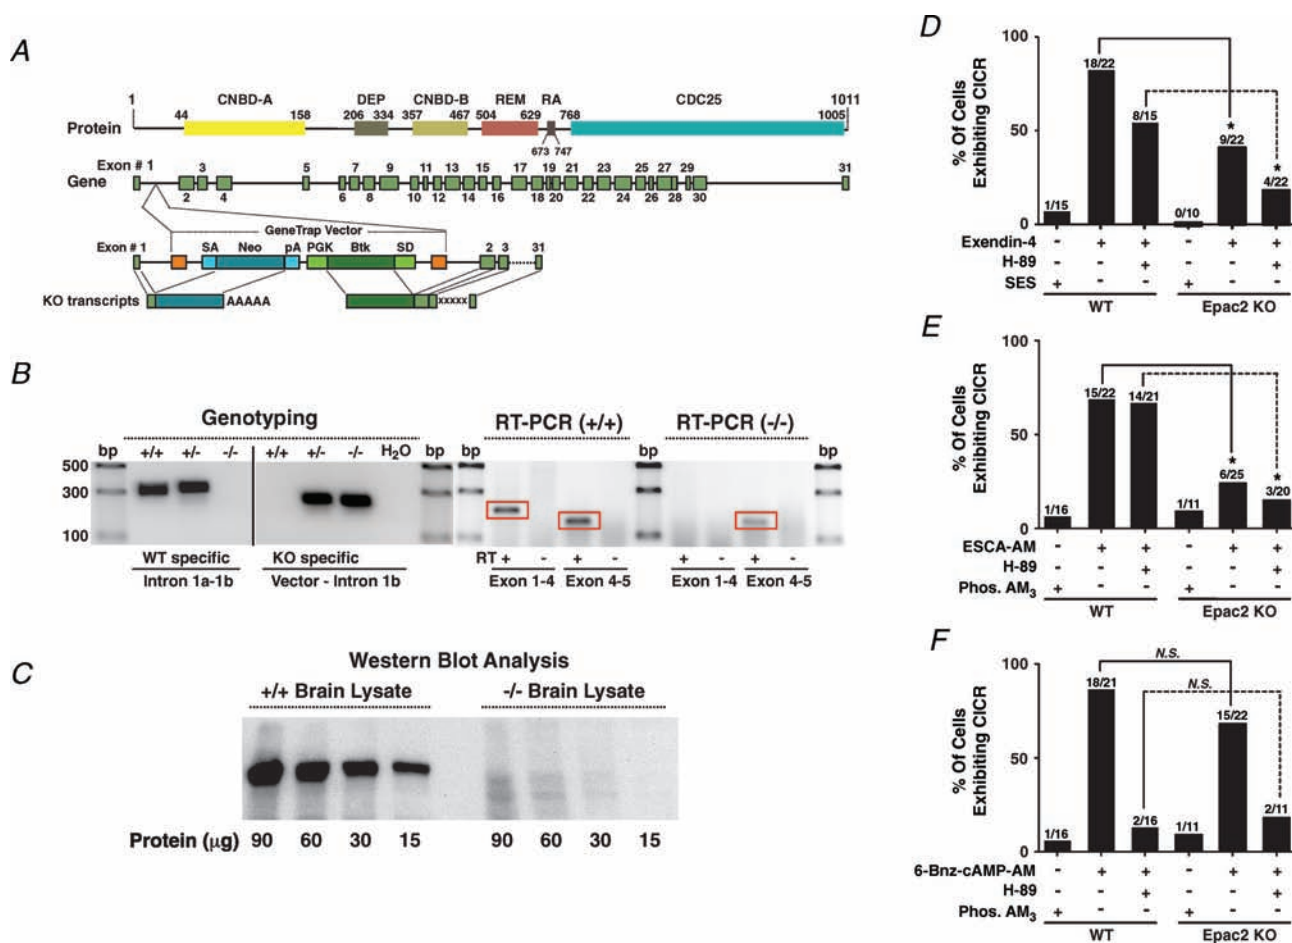 A
1 CNBD-A DEP CNBD-B REM RA CDC25 1011
44 158 206 334 357 467 504 629 768 1005
Protein
673 747
Exon # 1 3 5 7 9 11 13 15 17 19 21 23 25 27 29 31
Gene
2 4 6 8 10 12 14 16 18 20 22 24 26 28 30
GeneTrap Vector
Exon # 1 SA Neo pA PGK Btk SD 2 3 31
KO transcripts AAAAA xxxxx
B
Genotyping RT-PCR (+/+) RT-PCR (-/-)
bp +/+ +/- -/- +/+ +/- -/- H2O bp bp bp bp
500
300
100
WT specific KO specific RT + - + - + - + -
Intron 1a-1b Vector - Intron 1b Exon 1-4 Exon 4-5 Exon 1-4 Exon 4-5
C
Western Blot Analysis
+/+ Brain Lysate -/- Brain Lysate
Protein (μg) 90 60 30 15 90 60 30 15
D
% Of Cells Exhibiting CICR
100
50
0
1/15 18/22 8/15 0/10 9/22 4/22
* *
Exendin-4 - + + - + +
H-89 - - + - - +
SES + - - + - -
WT Epac2 KO
E
% Of Cells Exhibiting CICR
100
50
0
1/16 15/22 14/21 1/11 6/25 3/20
* *
ESCA-AM - + + - + +
H-89 - - + - - +
Phos. AM3 + - - + - -
WT Epac2 KO
F
% Of Cells Exhibiting CICR
100
50
0
N.S.
N.S.
1/16 18/21 2/16 1/11 15/22 2/11
6-Bnz-cAMP-AM - + + - + +
H-89 - - + - - +
Phos. AM3 + - - + - -
WT Epac2 KO